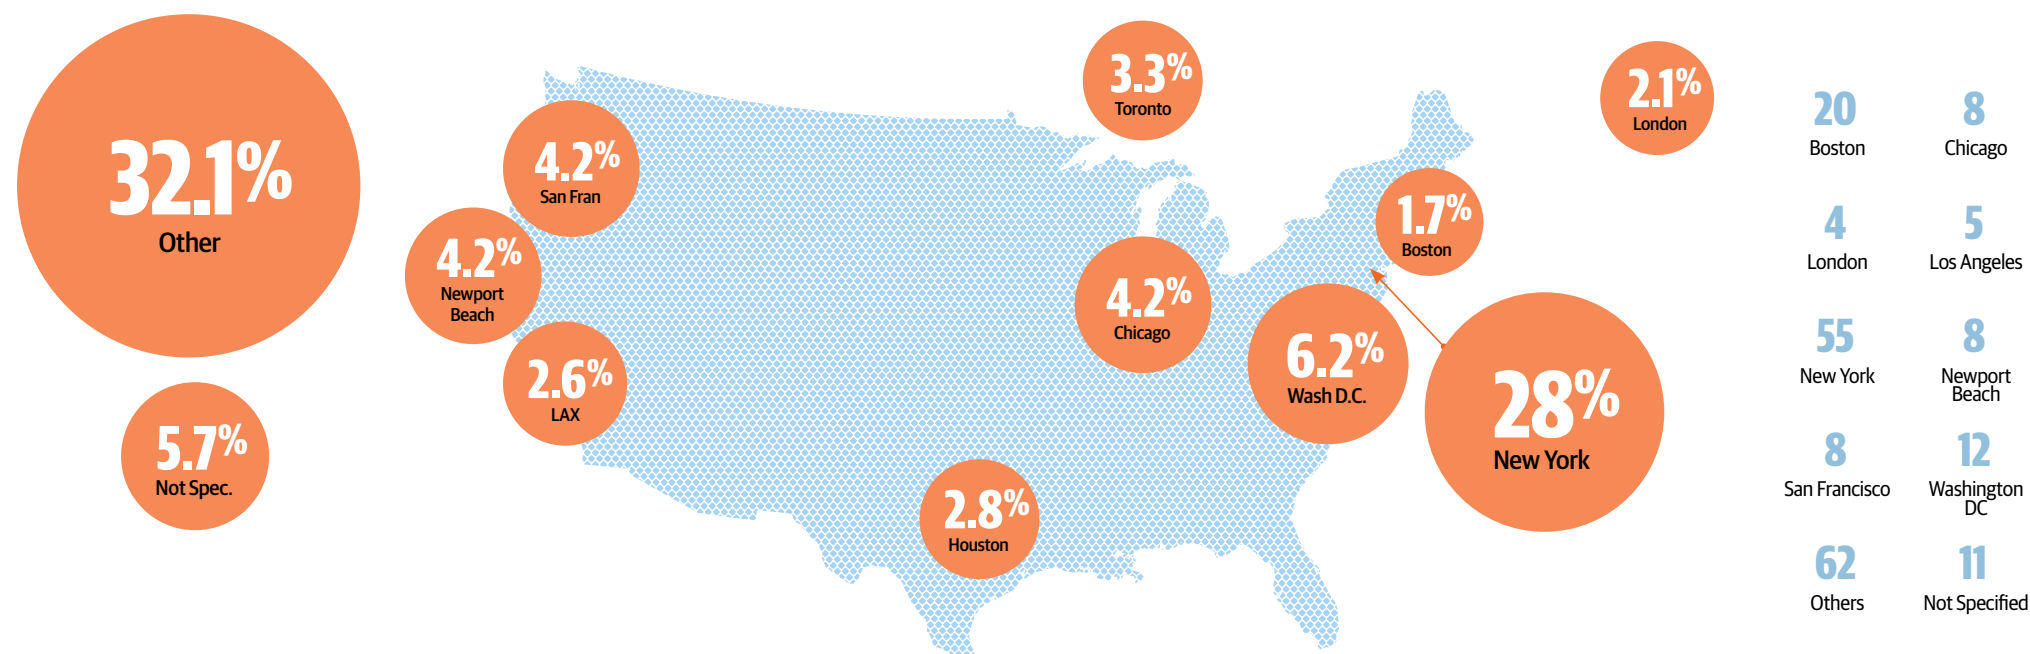 32.1%
Other
5.7%
Not Spec.
4.2%
San Fran
4.2%
Newport
Beach
2.6%
LAX
3.3%
Toronto
4.2%
Chicago
2.8%
Houston
2.1%
London
1.7%
Boston
6.2%
Wash D.C.
28%
New York
20
Boston
8
Chicago
4
London
5
Los Angeles
55
New York
8
Newport
Beach
8
San Francisco
12
Washington
DC
62
Others
11
Not Specified